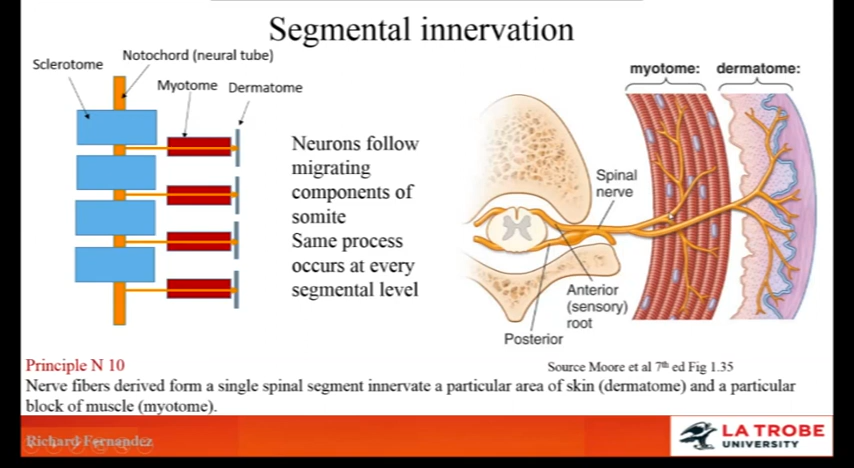 Segmental innervation
Sclerotome
Notochord (neural tube)
Myotome
Dermatome
Neurons follow
migrating
components of
somite
Same process
occurs at every
segmental level
myotome:
dermatome:
Spinal
nerve
Anterior
(sensory)
root
Posterior
Principle N 10
Source Moore et al 7th ed Fig 1.35
Nerve fibers derived form a single spinal segment innervate a particular area of skin (dermatome) and a particular
block of muscle (myotome).
Richard Fernandez
LA TROBE
UNIVERSITY